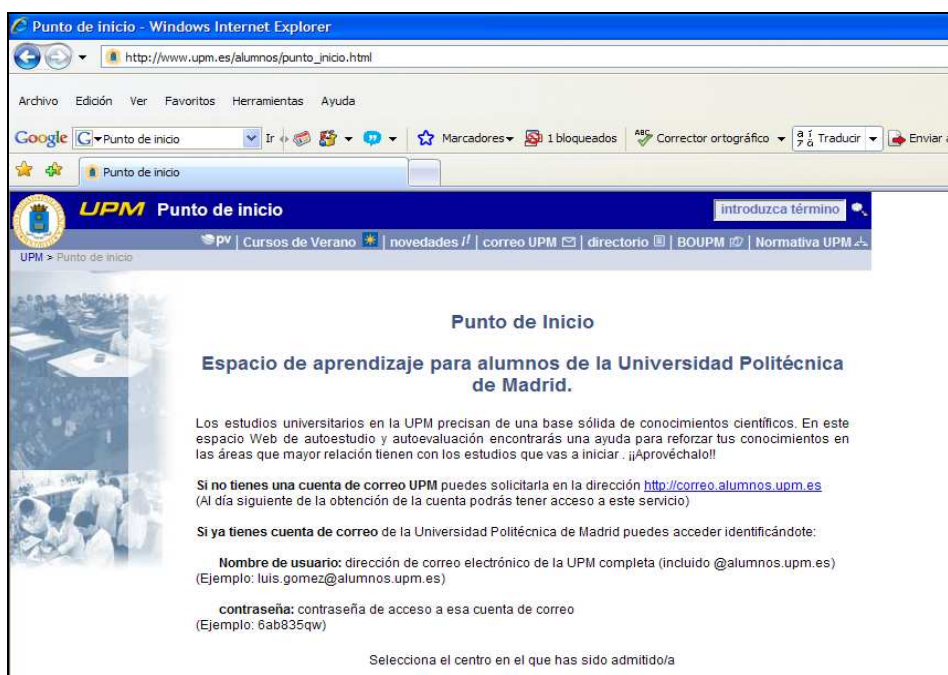 Punto de inicio - Windows Internet Explorer
http://www.upm.es/alumnos/punto_inicio.html
Archivo Edición Ver Favoritos Herramientas Ayuda
Google G Punto de inicio Ir Marcadores 1 bloqueados ABC Corrector ortográfico Traducir Enviar a
Punto de inicio
UPM Punto de inicio introduzca término
PV | Cursos de Verano | novedades | correo UPM | directorio | BOUPM | Normativa UPM
UPM > Punto de inicio
Punto de Inicio
Espacio de aprendizaje para alumnos de la Universidad Politécnica
de Madrid.
Los estudios universitarios en la UPM precisan de una base sólida de conocimientos científicos. En este
espacio Web de autoestudio y autoevaluación encontrarás una ayuda para reforzar tus conocimientos en
las áreas que mayor relación tienen con los estudios que vas a iniciar . ¡¡Aprovéchalo!!
Si no tienes una cuenta de correo UPM puedes solicitarla en la dirección http://correo.alumnos.upm.es
(Al día siguiente de la obtención de la cuenta podrás tener acceso a este servicio)
Si ya tienes cuenta de correo de la Universidad Politécnica de Madrid puedes acceder identificándote:
Nombre de usuario: dirección de correo electrónico de la UPM completa (incluido @alumnos.upm.es)
(Ejemplo: luis.gomez@alumnos.upm.es)
contraseña: contraseña de acceso a esa cuenta de correo
(Ejemplo: 6ab835qw)
Selecciona el centro en el que has sido admitido/a